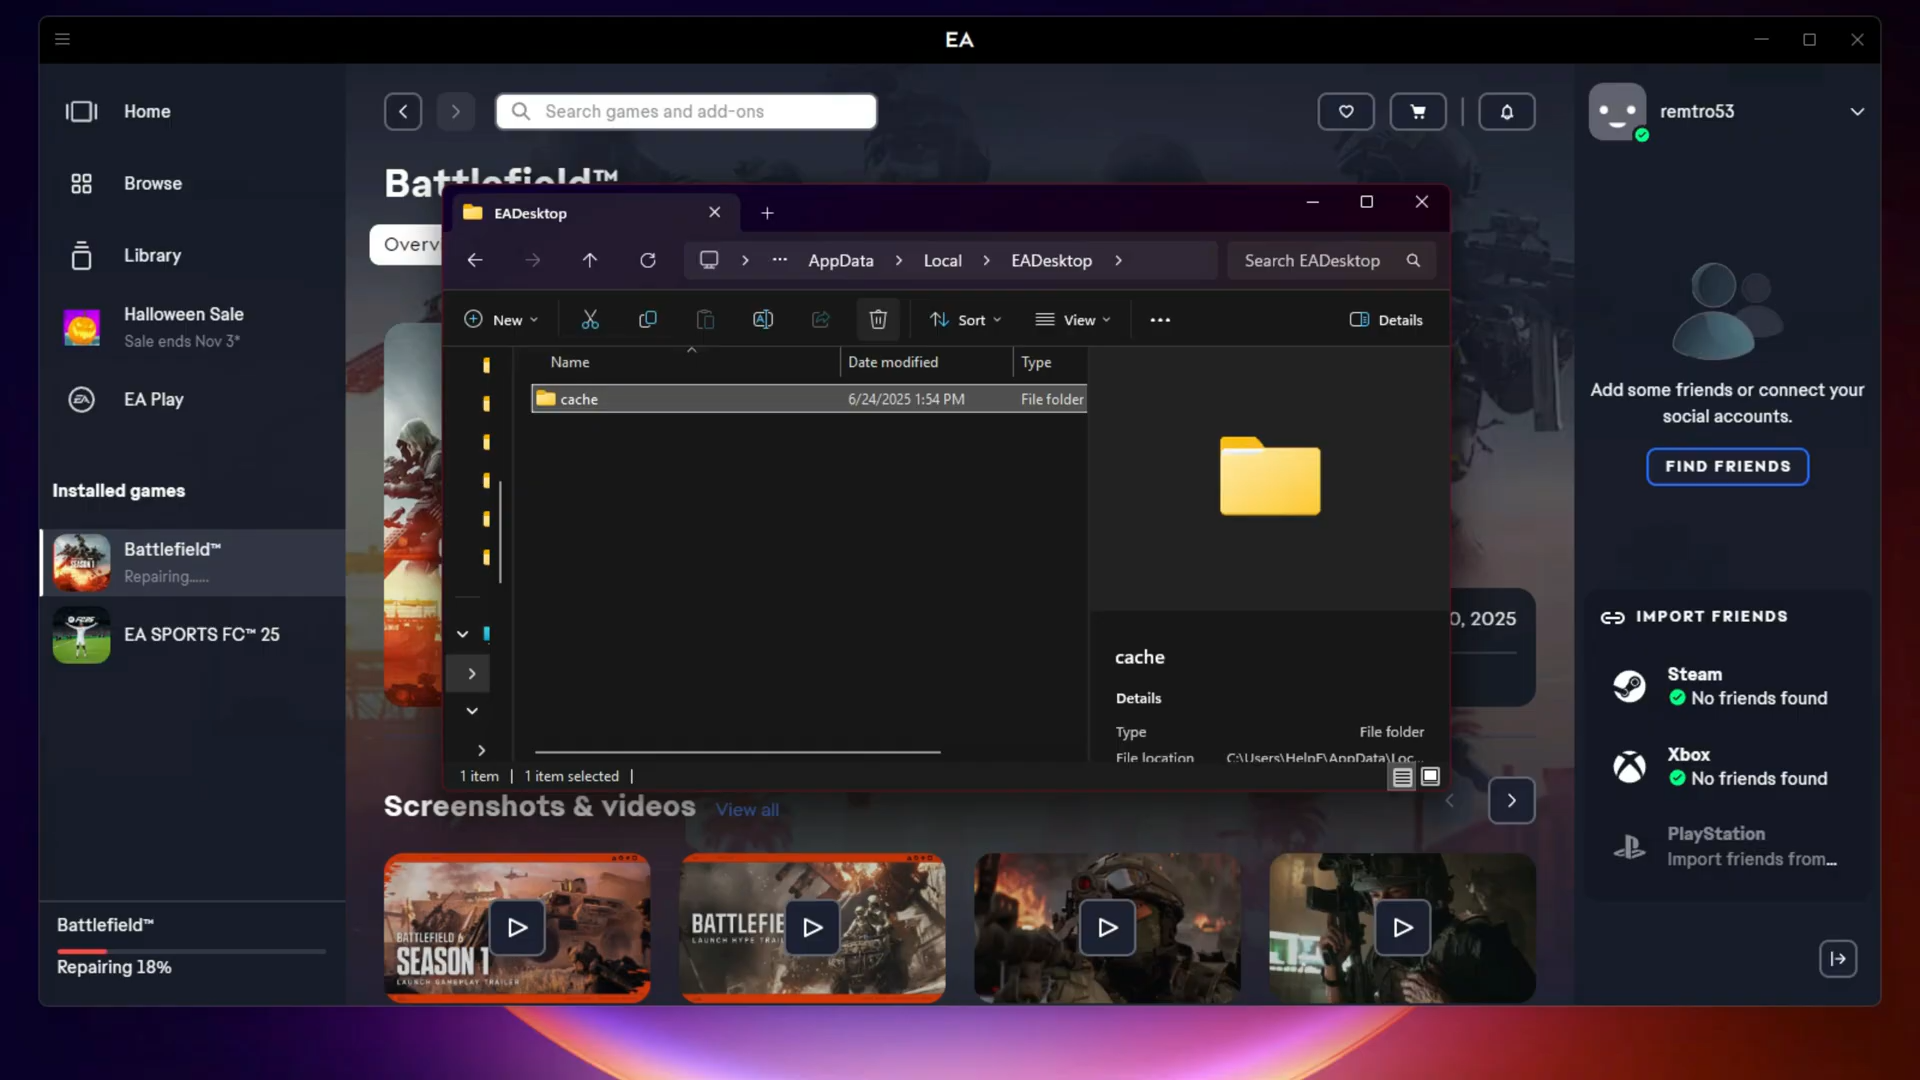 EA
Home
Browse
Library
Halloween Sale
Sale ends Nov 3*
EA Play
Installed games
Battlefield™
Repairing......
EA SPORTS FC™ 25
Battlefield™
Repairing 18%
Search games and add-ons
Battlefield™
Overv
EADesktop
AppData
Local
EADesktop
Search EADesktop
New
Sort
View
Details
Name
Date modified
Type
cache
6/24/2025 1:54 PM
File folder
cache
Details
Type
File folder
File location
C:\Users\HelpF\AppData\Loc...
1 item
1 item selected
0, 2025
Screenshots & videos
View all
BATTLEFIELD 6
SEASON 1
LAUNCH GAMEPLAY TRAILER
BATTLEFIE
LAUNCH HYPE TRAI
remtro53
Add some friends or connect your
social accounts.
FIND FRIENDS
IMPORT FRIENDS
Steam
No friends found
Xbox
No friends found
PlayStation
Import friends from...